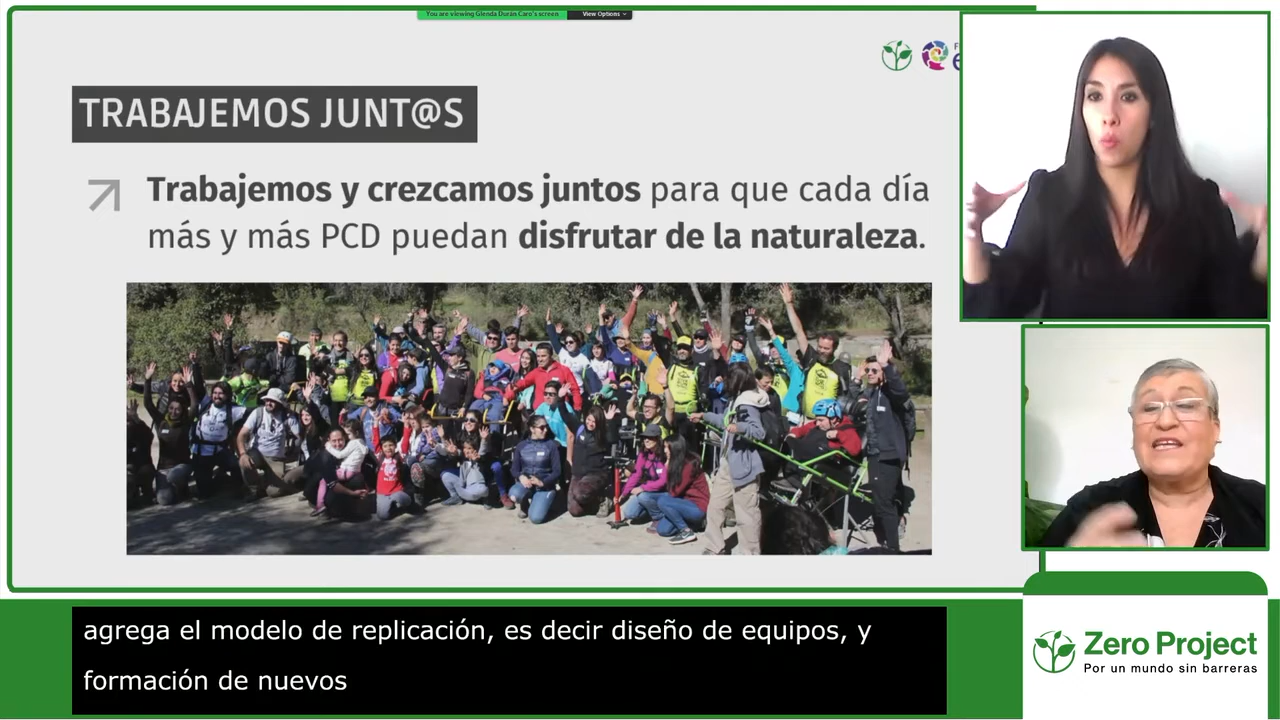 You are viewing Glenda Durán Caro's screen
View Options
TRABAJEMOS JUNT@S
Trabajemos y crezcamos juntos para que cada día
más y más PCD puedan disfrutar de la naturaleza.
agrega el modelo de replicación, es decir diseño de equipos, y
formación de nuevos
Zero Project
Por un mundo sin barreras